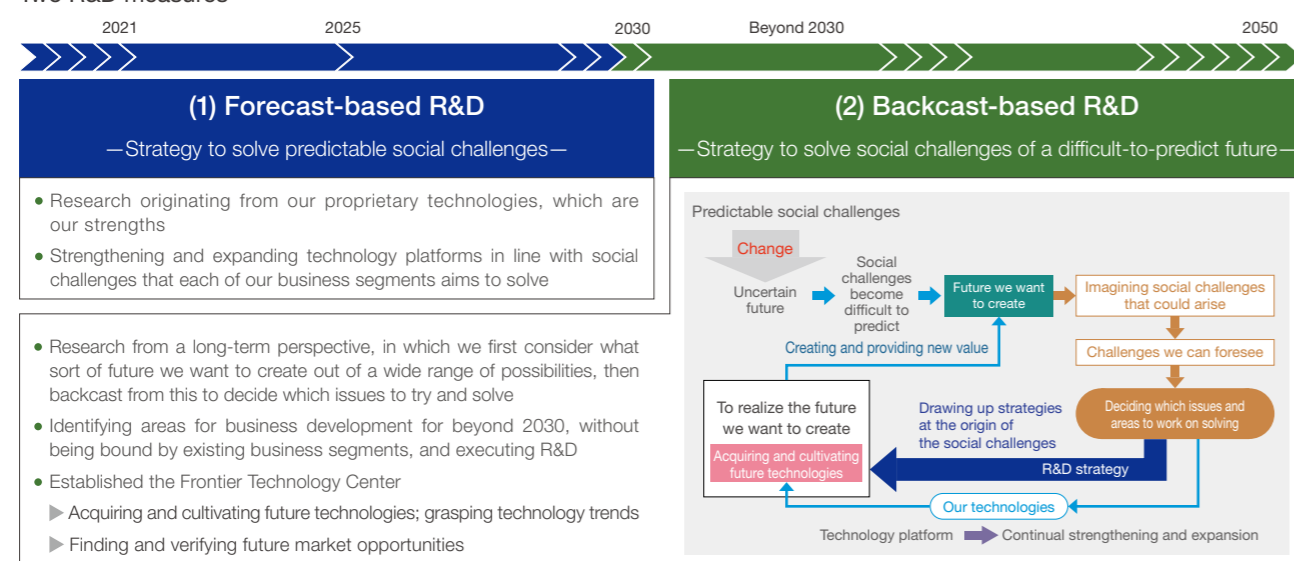 Two R&D measures
2021
2025
2030
Beyond 2030
2050
(1) Forecast-based R&D
—Strategy to solve predictable social challenges—
• Research originating from our proprietary technologies, which are
our strengths
• Strengthening and expanding technology platforms in line with social
challenges that each of our business segments aims to solve
• Research from a long-term perspective, in which we first consider what
sort of future we want to create out of a wide range of possibilities, then
backcast from this to decide which issues to try and solve
• Identifying areas for business development for beyond 2030, without
being bound by existing business segments, and executing R&D
• Established the Frontier Technology Center
▶ Acquiring and cultivating future technologies; grasping technology trends
▶ Finding and verifying future market opportunities
(2) Backcast-based R&D
—Strategy to solve social challenges of a difficult-to-predict future—
Predictable social challenges
Change
Uncertain
future
Social
challenges
become
difficult to
predict
Future we want
to create
Imagining social challenges
that could arise
Creating and providing new value
Challenges we can foresee
To realize the future
we want to create
Acquiring and cultivating
future technologies
Drawing up strategies
at the origin of
the social challenges
Deciding which issues and
areas to work on solving
R&D strategy
Our technologies
Technology platform
Continual strengthening and expansion